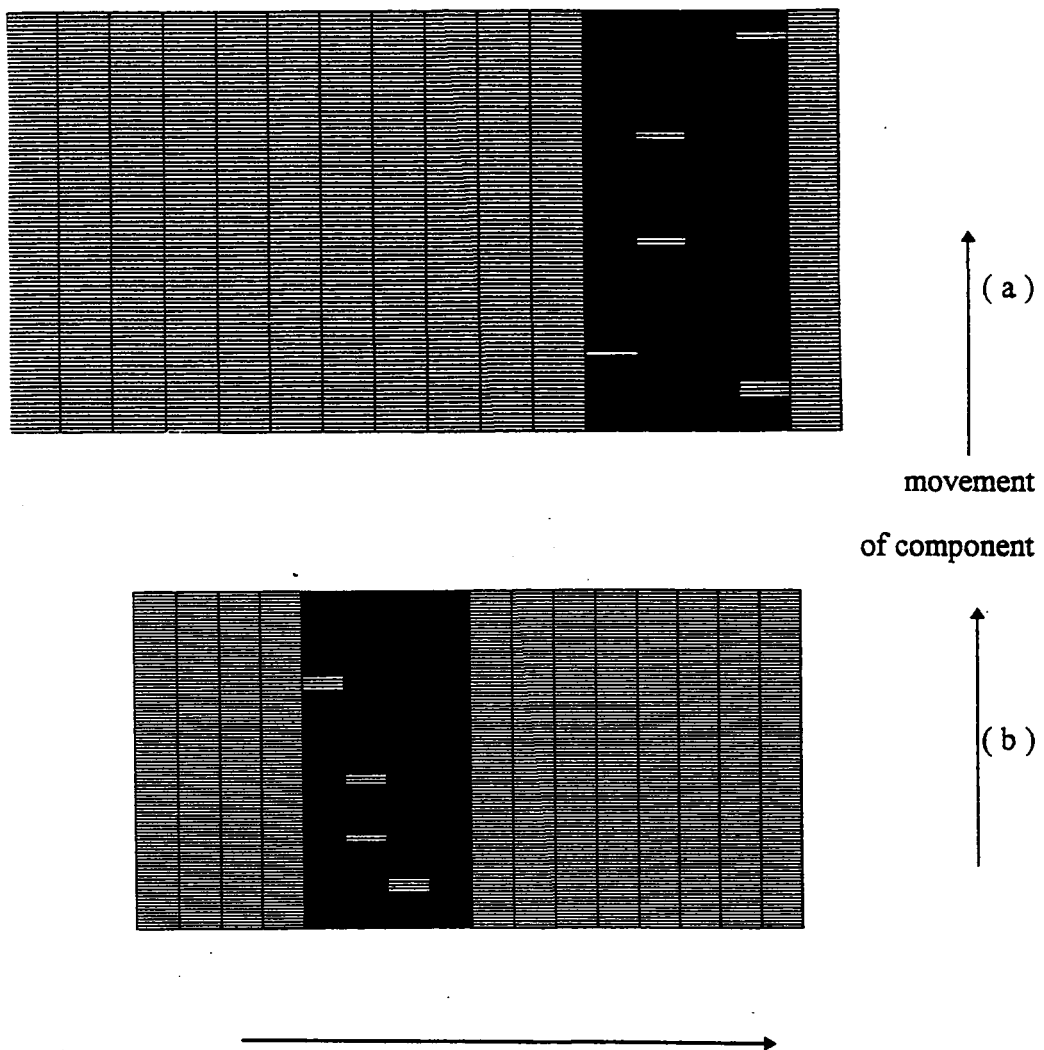 ( a )
movement
of component
( b )